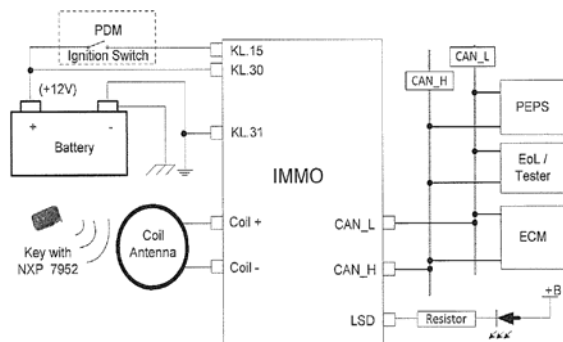 PDM
Ignition Switch
KL.15
KL.30
(+12V)
+ -
Battery
KL.31
IMMO
Key with
NXP 7952
Coil
Antenna
Coil +
Coil -
CAN_L
CAN_H
LSD
CAN_L
CAN_H
PEPS
EoL /
Tester
ECM
Resistor
+B